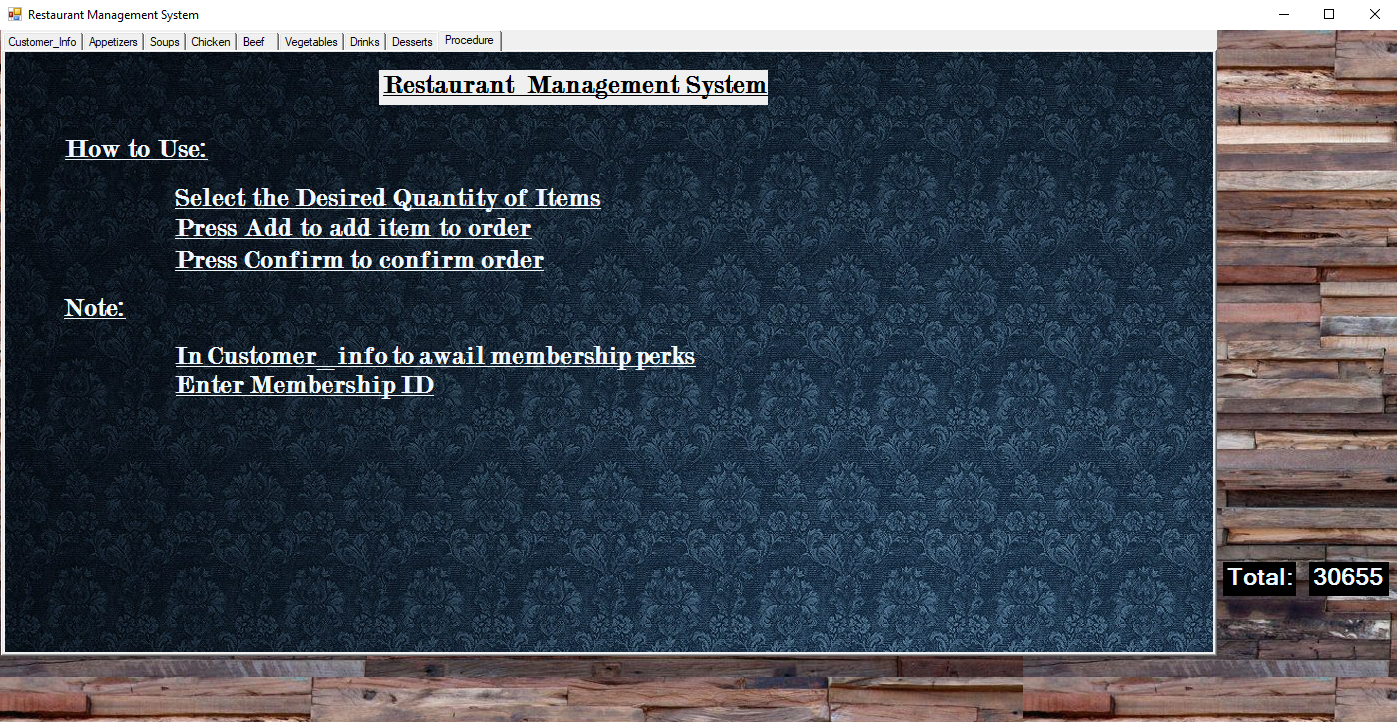 Restaurant Management System
Customer_Info Appetizers Soups Chicken Beef Vegetables Drinks Desserts Procedure
Restaurant Management System
How to Use:
Select the Desired Quantity of Items
Press Add to add item to order
Press Confirm to confirm order
Note:
In Customer_ info to awail membership perks
Enter Membership ID
Total: 30655